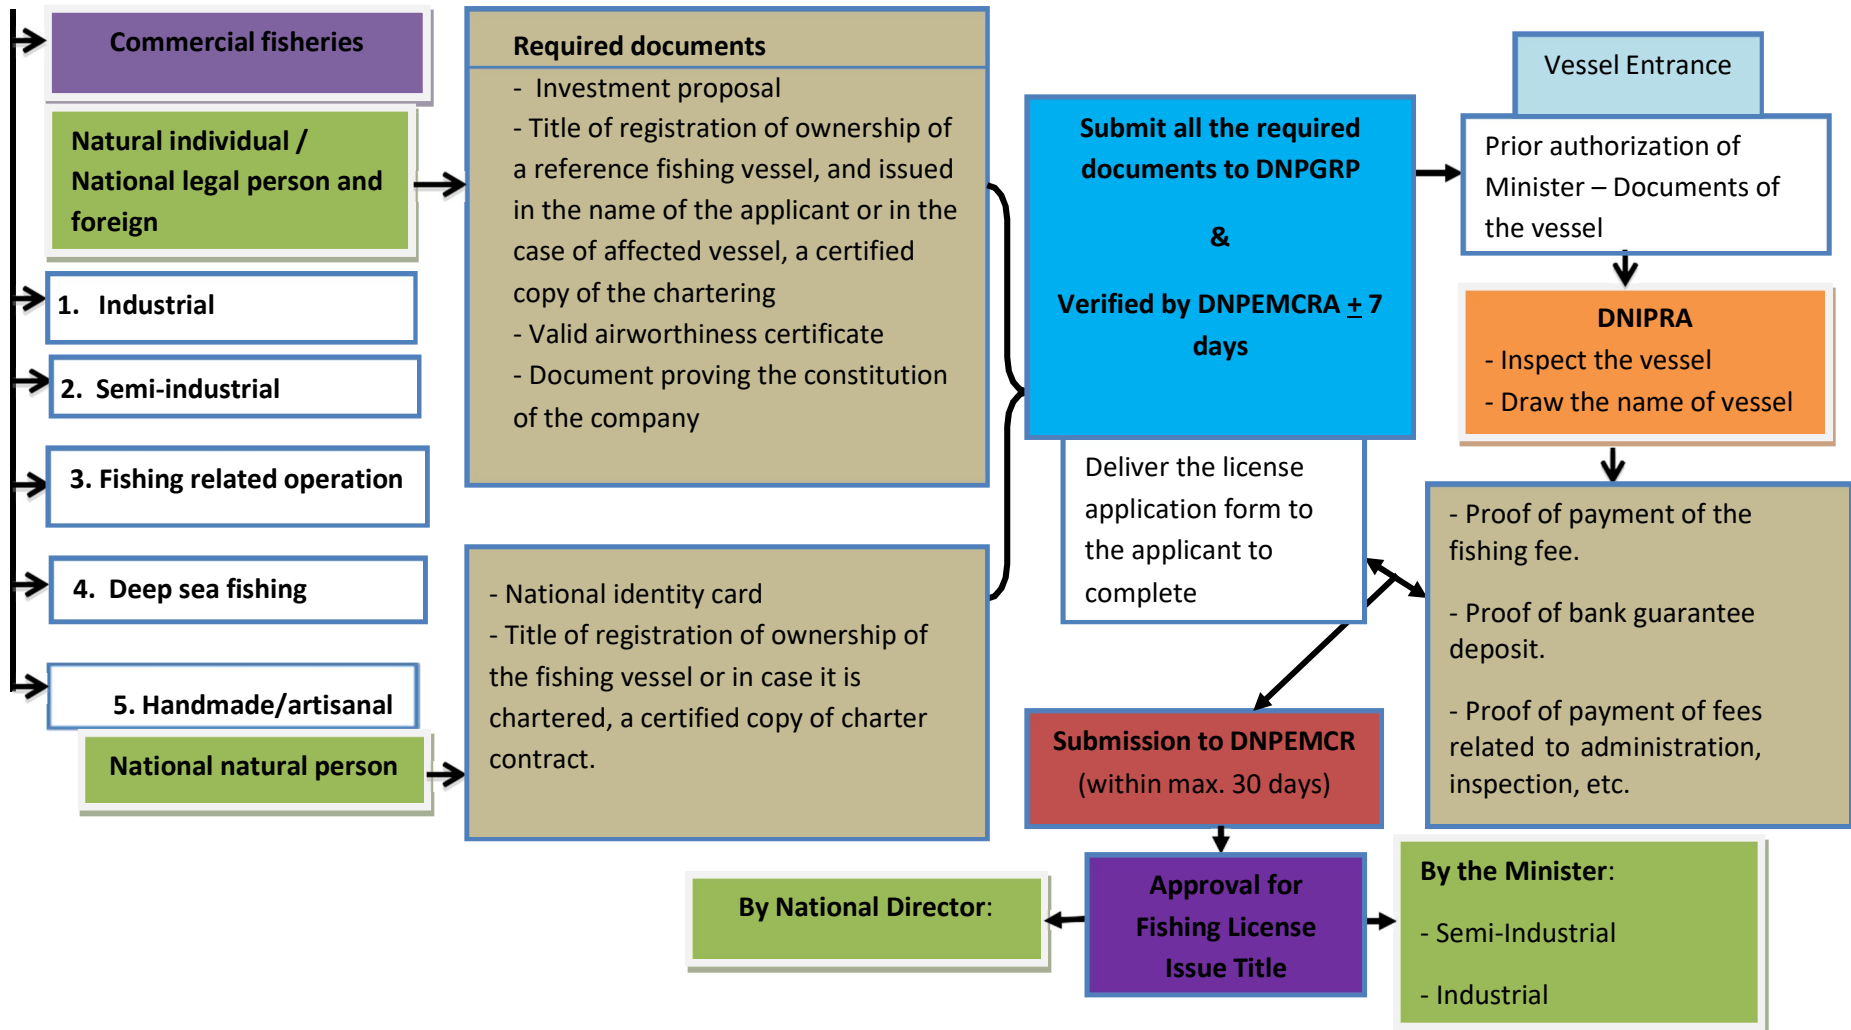 Commercial fisheries
Natural individual /
National legal person and
foreign
1. Industrial
2. Semi-industrial
3. Fishing related operation
4. Deep sea fishing
5. Handmade/artisanal
National natural person
Required documents
- Investment proposal
- Title of registration of ownership of
a reference fishing vessel, and issued
in the name of the applicant or in the
case of affected vessel, a certified
copy of the chartering
- Valid airworthiness certificate
- Document proving the constitution
of the company
- National identity card
- Title of registration of ownership of
the fishing vessel or in case it is
chartered, a certified copy of charter
contract.
Submit all the required
documents to DNPGRP
&
Verified by DNPEMCRA ± 7
days
Deliver the license
application form to
the applicant to
complete
Vessel Entrance
Prior authorization of
Minister – Documents of
the vessel
DNIPRA
- Inspect the vessel
- Draw the name of vessel
- Proof of payment of the
fishing fee.
- Proof of bank guarantee
deposit.
- Proof of payment of fees
related to administration,
inspection, etc.
Submission to DNPEMCR
(within max. 30 days)
Approval for
Fishing License
Issue Title
By National Director:
By the Minister:
- Semi-Industrial
- Industrial